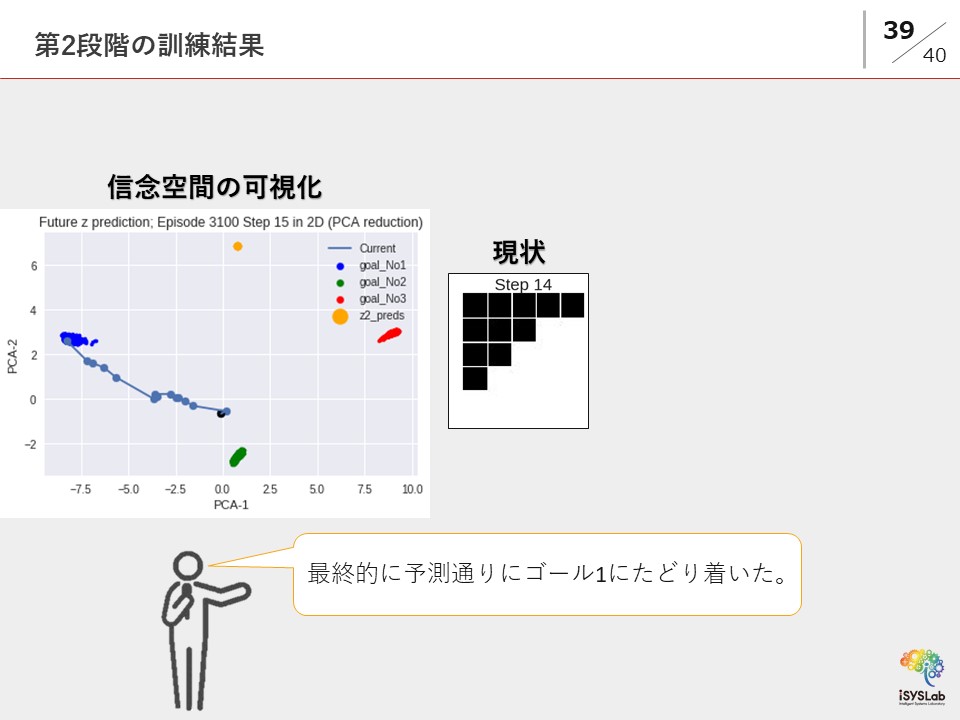 第2段階の訓練結果
39
40
信念空間の可視化
Future z prediction; Episode 3100 Step 15 in 2D (PCA reduction)
Current
goal_No1
goal_No2
goal_No3
z2_preds
6
4
2
0
−2
PCA-2
−7.5 −5.0 −2.5 0.0 2.5 5.0 7.5 10.0
PCA-1
現状
Step 14
最終的に予測通りにゴール1にたどり着いた。
iSYSLab
Intelligent Systems Laboratory